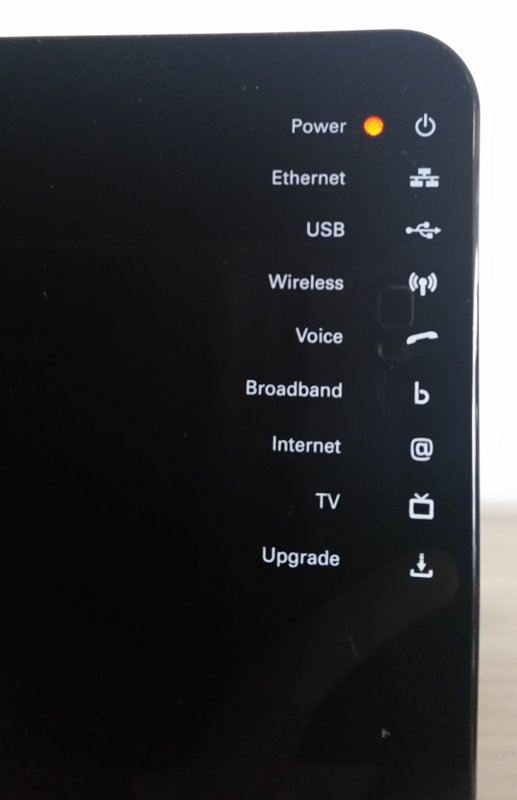 Power
Ethernet
USB
Wireless
Voice
Broadband
Internet
TV
Upgrade